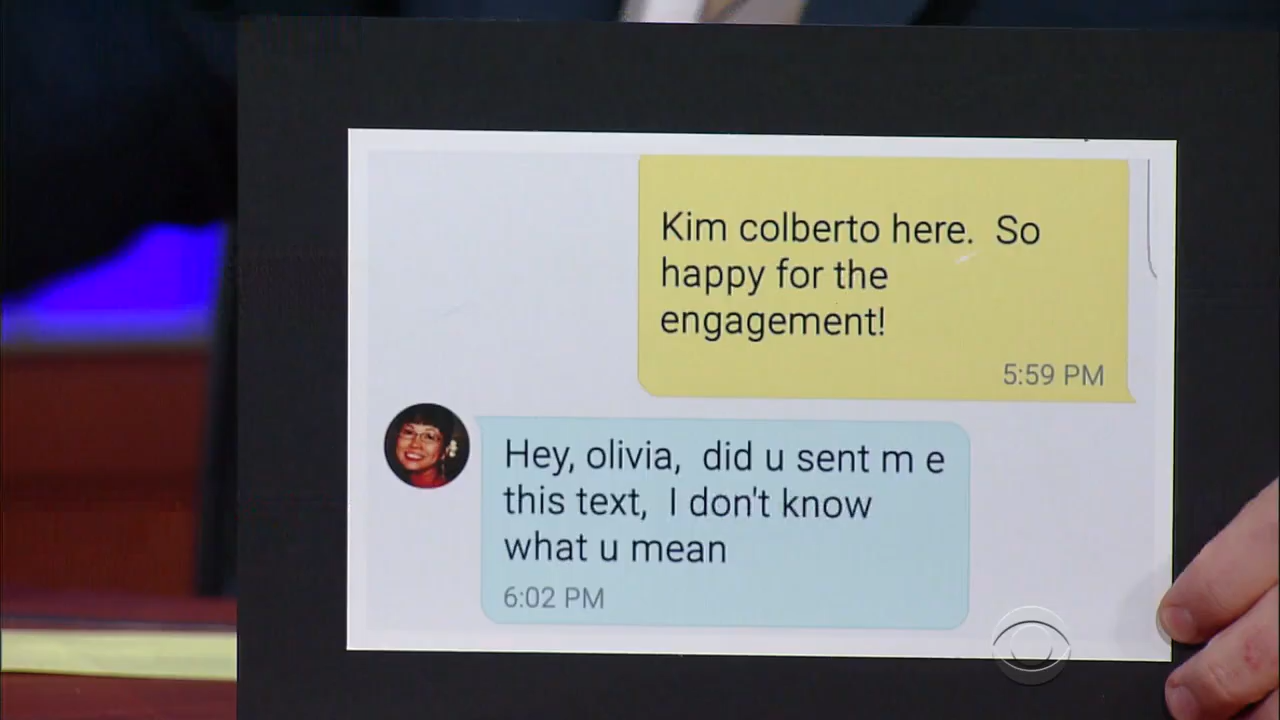 Kim colberto here.  So
happy for the
engagement!
5:59 PM
Hey, olivia,  did u sent m e
this text,  I don't know
what u mean
6:02 PM